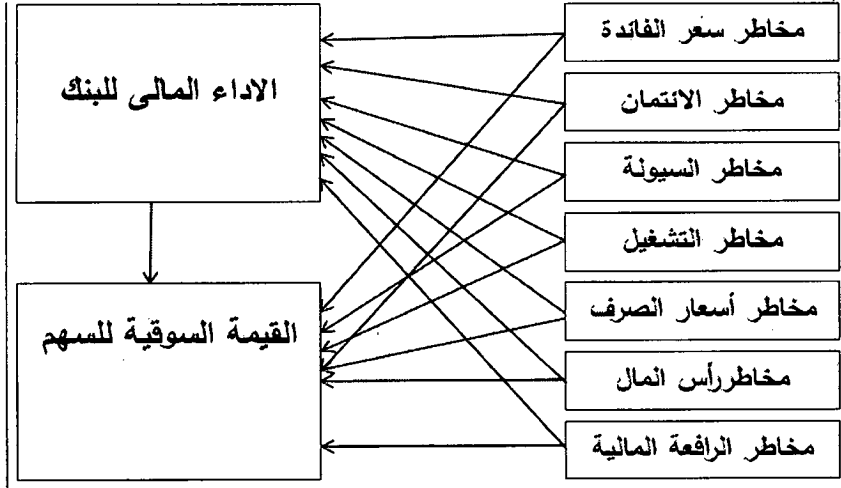 مخاطر سعر الفائدة
مخاطر الائتمان
مخاطر السيولة
مخاطر التشغيل
مخاطر أسعار الصرف
مخاطررأس المال
مخاطر الرافعة المالية
الاداء المالى للبنك
القيمة السوقية للسهم